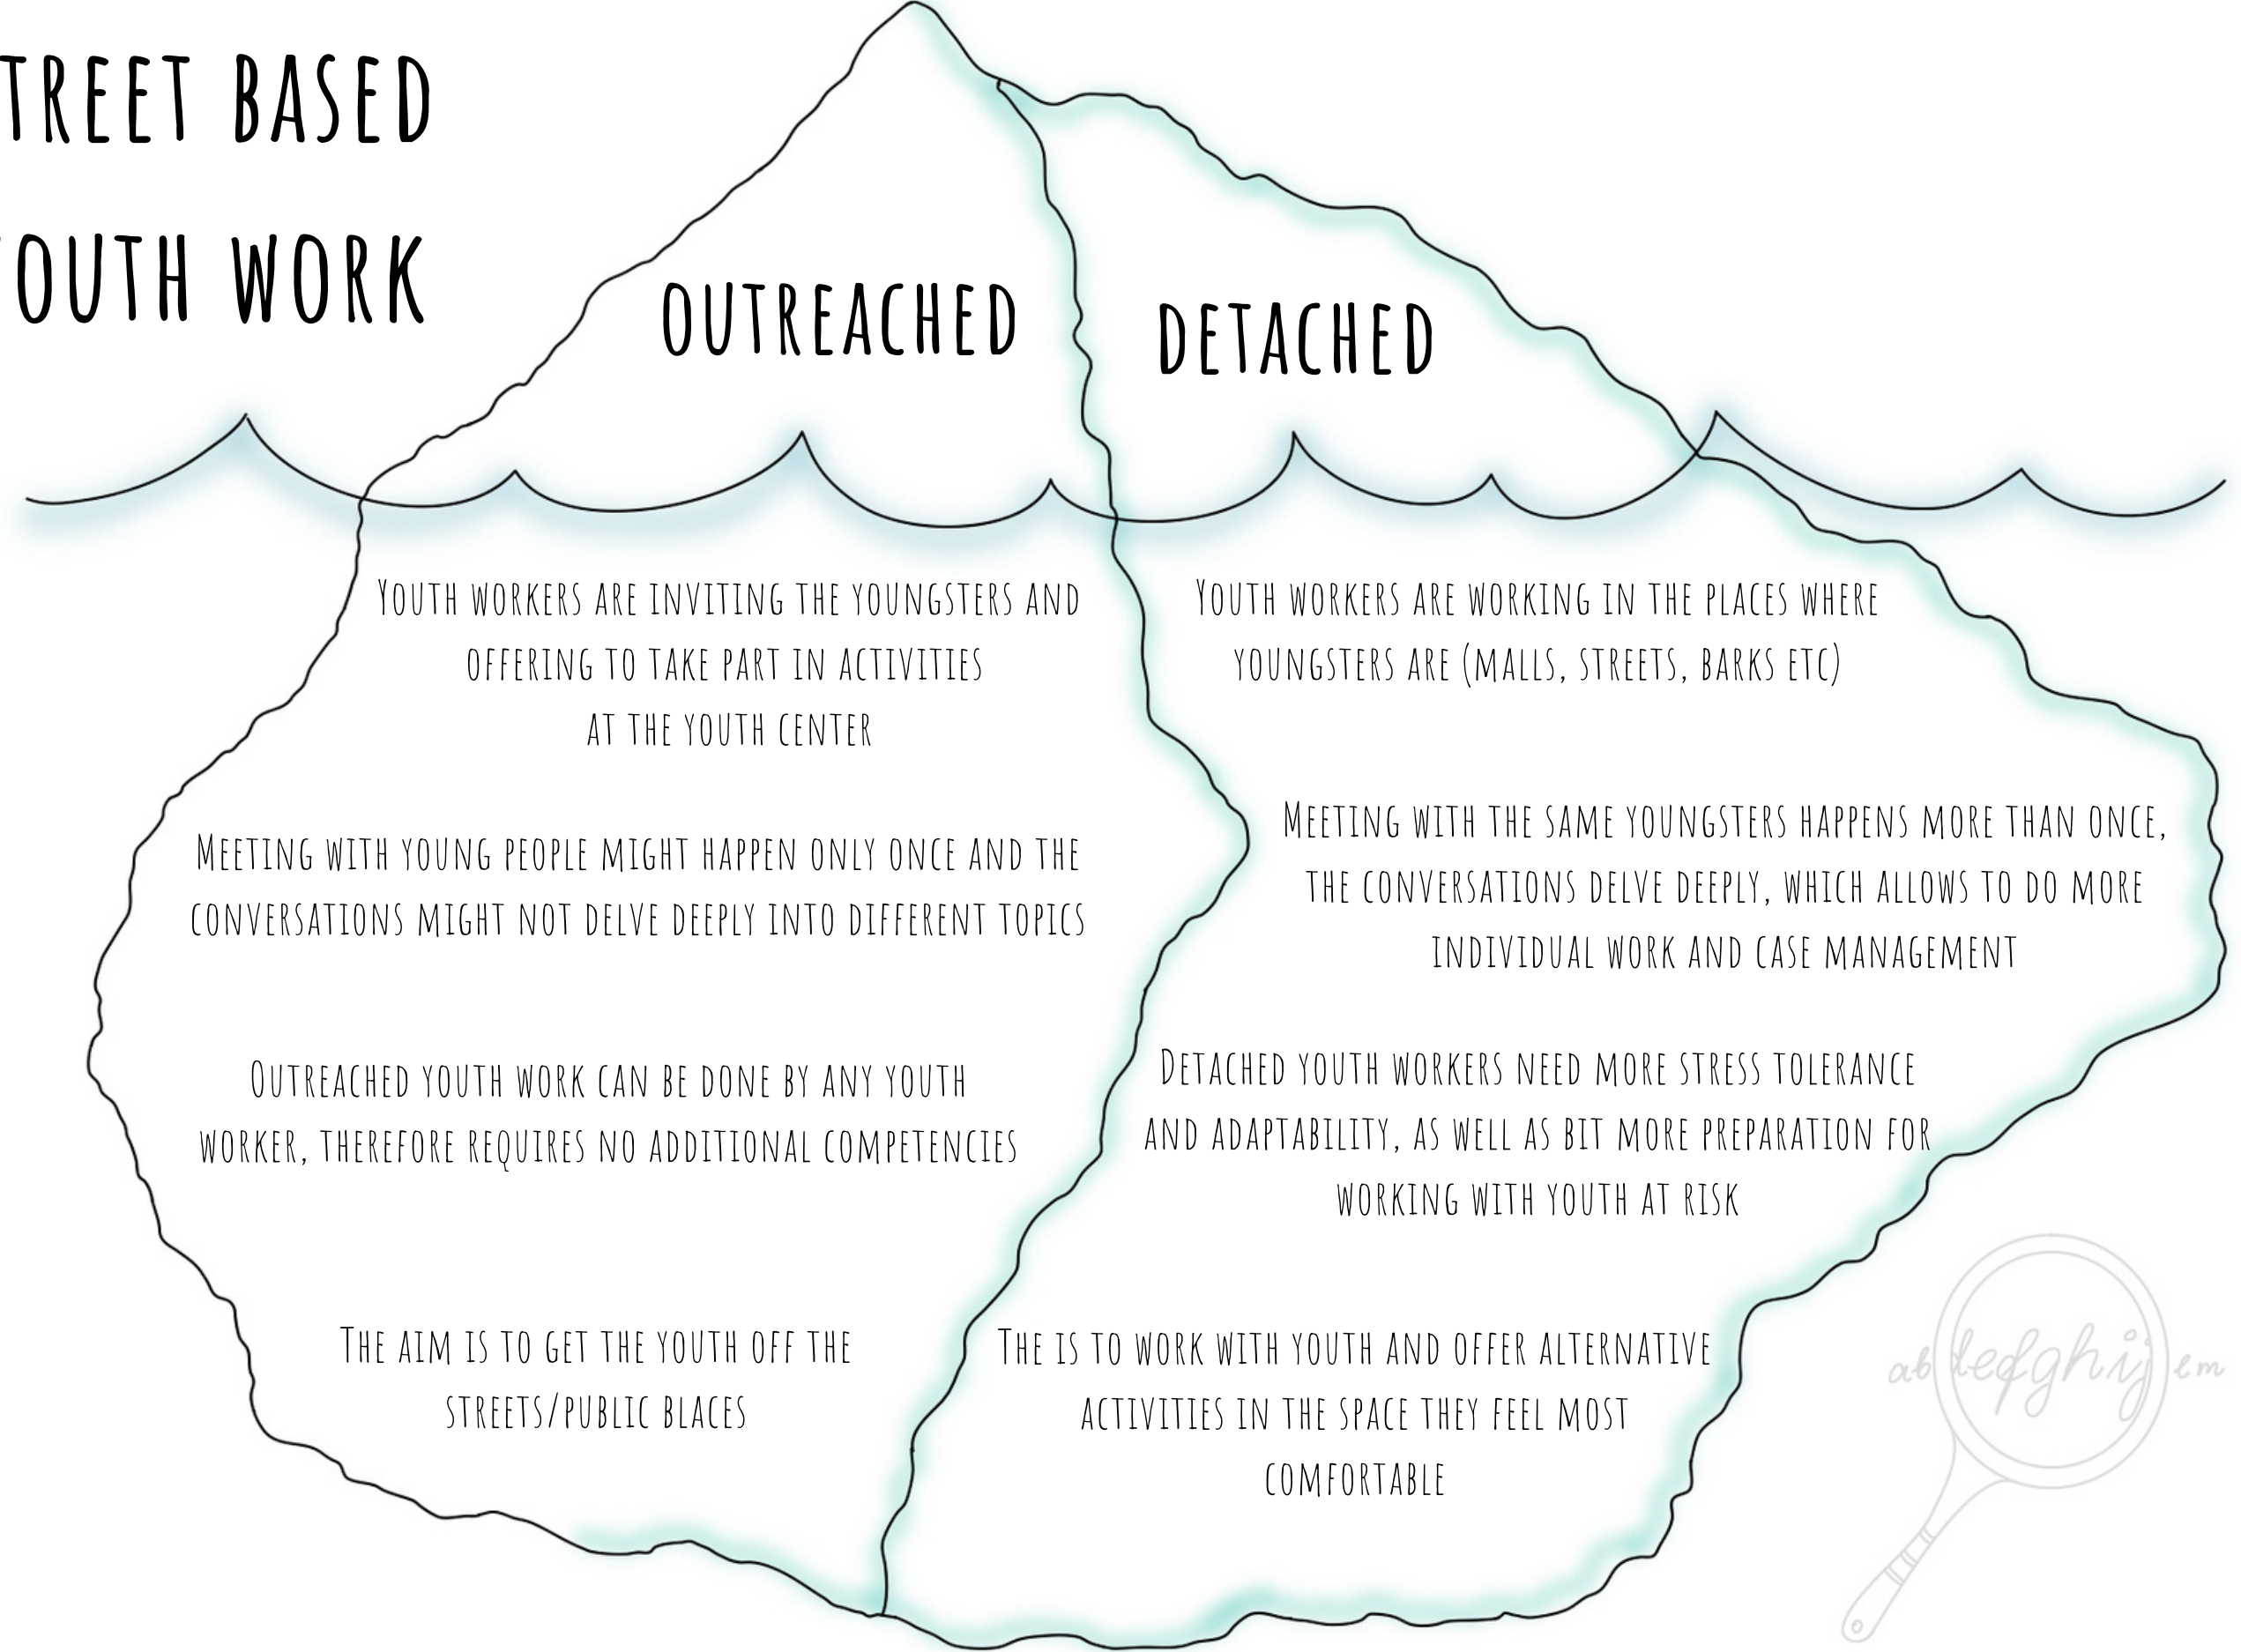 TREET BASED
OUTH WORK
OUTREACHED
DETACHED
YOUTH WORKERS ARE INVITING THE YOUNGSTERS AND
OFFERING TO TAKE PART IN ACTIVITIES
AT THE YOUTH CENTER
MEETING WITH YOUNG PEOPLE MIGHT HAPPEN ONLY ONCE AND THE
CONVERSATIONS MIGHT NOT DELVE DEEPLY INTO DIFFERENT TOPICS
OUTREACHED YOUTH WORK CAN BE DONE BY ANY YOUTH
WORKER, THEREFORE REQUIRES NO ADDITIONAL COMPETENCIES
THE AIM IS TO GET THE YOUTH OFF THE
STREETS/PUBLIC BLACES
YOUTH WORKERS ARE WORKING IN THE PLACES WHERE
YOUNGSTERS ARE (MALLS, STREETS, BARKS ETC)
MEETING WITH THE SAME YOUNGSTERS HAPPENS MORE THAN ONCE,
THE CONVERSATIONS DELVE DEEPLY, WHICH ALLOWS TO DO MORE
INDIVIDUAL WORK AND CASE MANAGEMENT
DETACHED YOUTH WORKERS NEED MORE STRESS TOLERANCE
AND ADAPTABILITY, AS WELL AS BIT MORE PREPARATION FOR
WORKING WITH YOUTH AT RISK
THE IS TO WORK WITH YOUTH AND OFFER ALTERNATIVE
ACTIVITIES IN THE SPACE THEY FEEL MOST
COMFORTABLE